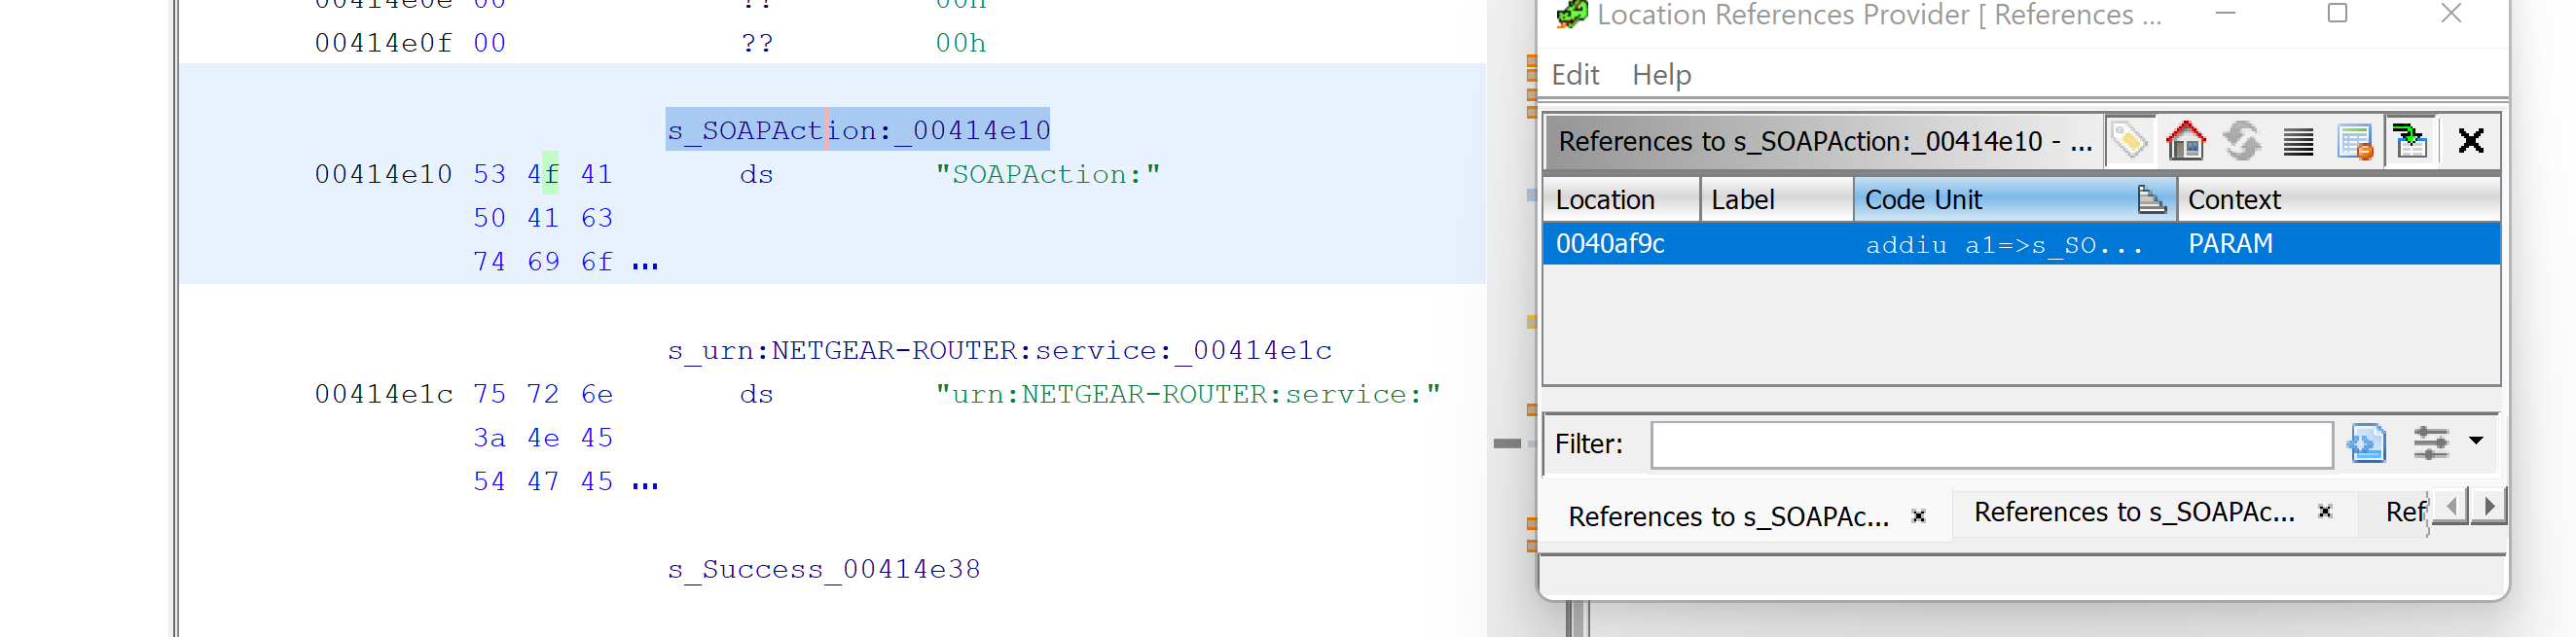 00414e0e 00 ?? 00h
00414e0f 00 ?? 00h
s_SOAPAction:_00414e10
00414e10 53 4f 41 ds "SOAPAction:"
50 41 63
74 69 6f ...
s_urn:NETGEAR-ROUTER:service:_00414e1c
00414e1c 75 72 6e ds "urn:NETGEAR-ROUTER:service:"
3a 4e 45
54 47 45 ...
s_Success_00414e38
Location References Provider [ References ...
Edit Help
References to s_SOAPAction:_00414e10 - ...
Location Label Code Unit Context
0040af9c addiu a1=>s_SO... PARAM
Filter:
References to s_SOAPAc... References to s_SOAPAc... Ref